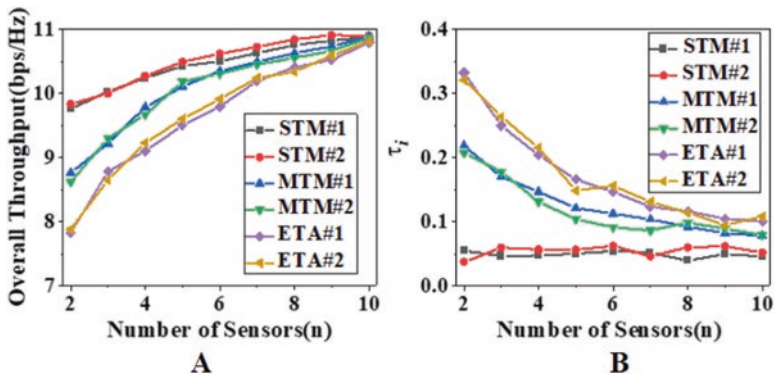 Overall Throughput(bps/Hz)
11
10
9
8
7
STM#1
STM#2
MTM#1
MTM#2
ETA#1
ETA#2
2 4 6 8 10
Number of Sensors(n)
A
τi
0.4
0.3
0.2
0.1
0.0
STM#1
STM#2
MTM#1
MTM#2
ETA#1
ETA#2
2 4 6 8 10
Number of Sensors(n)
B